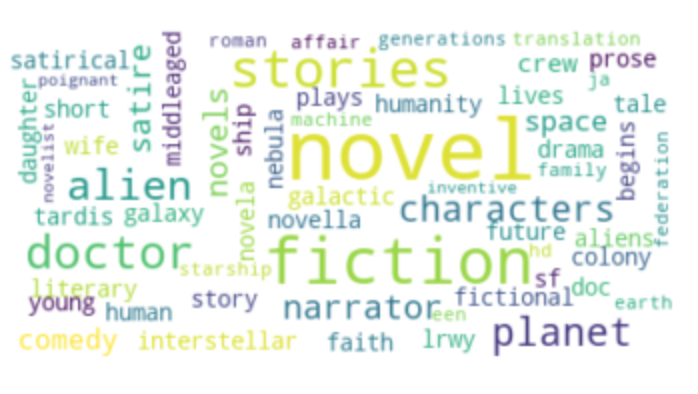 roman affair generations translation
satirical satire middleaged stories crew prose
poignant plays humanity lives ja tale
daughter short novels ship machine novel space
novelist wife nebula drama begins federation
alien galactic inventive family
tardis galaxy novela novella characters
doctor fiction future aliens
starship hd colony
literary sf doc
young human story narrator fictional earth
een
comedy interstellar faith lrwy planet